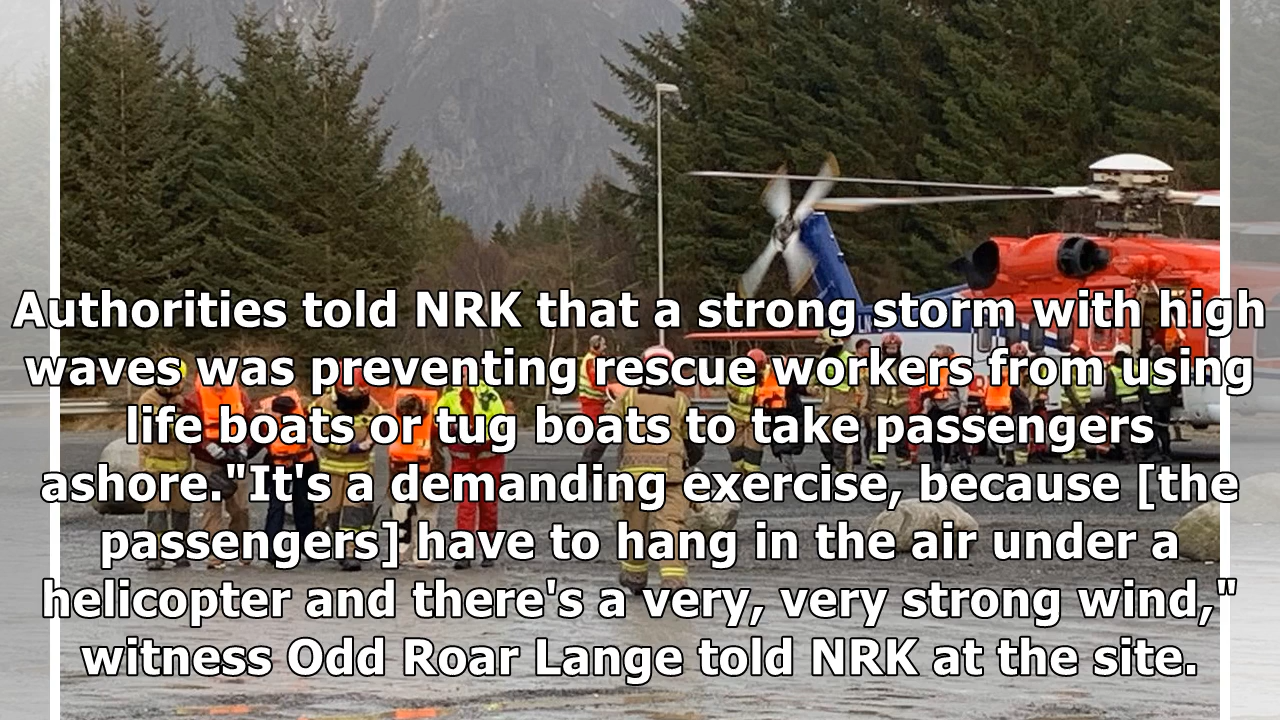 Authorities told NRK that a strong storm with high
waves was preventing rescue workers from using
life boats or tug boats to take passengers
ashore."It's a demanding exercise, because [the
passengers] have to hang in the air under a
helicopter and there's a very, very strong wind,"
witness Odd Roar Lange told NRK at the site.